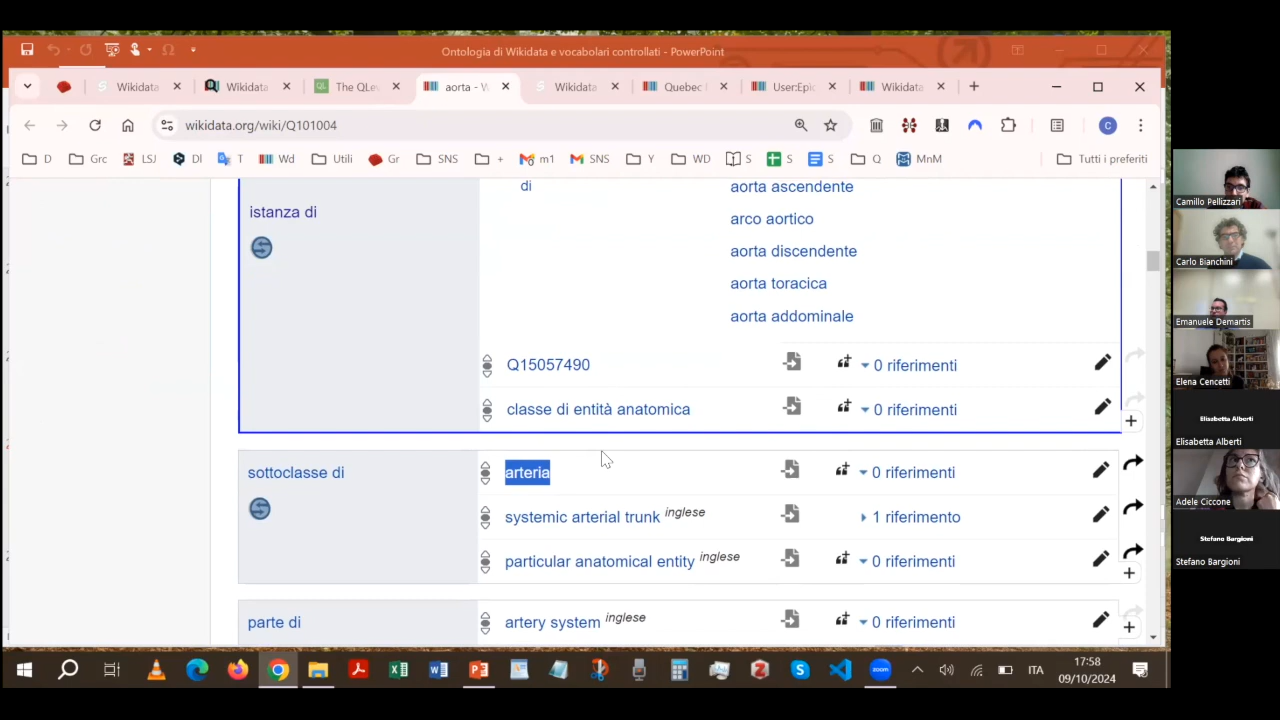 Ontologia di Wikidata e vocabolari controllati - PowerPoint
Wikidata
Wikidata
The QLe
aorta - W
Wikidata
Quebec
User:Epi
Wikidata
wikidata.org/wiki/Q101004
C
D
Grc
LSJ
Dl
T
Wd
Utili
Gr
SNS
+
m1
SNS
Y
WD
S
S
S
Q
MnM
Tutti i preferiti
di
aorta ascendente
istanza di
arco aortico
aorta discendente
aorta toracica
aorta addominale
Q15057490
0 riferimenti
classe di entità anatomica
0 riferimenti
sottoclasse di
arteria
0 riferimenti
systemic arterial trunk inglese
1 riferimento
particular anatomical entity inglese
0 riferimenti
parte di
artery system inglese
0 riferimenti
zoom
ITA
17:58
09/10/2024
Camillo Pellizzari
Carlo Bianchini
Emanuele Demartis
Elena Cencetti
Elisabetta Alberti
Elisabetta Alberti
Adele Ciccone
Stefano Bargioni
Stefano Bargioni